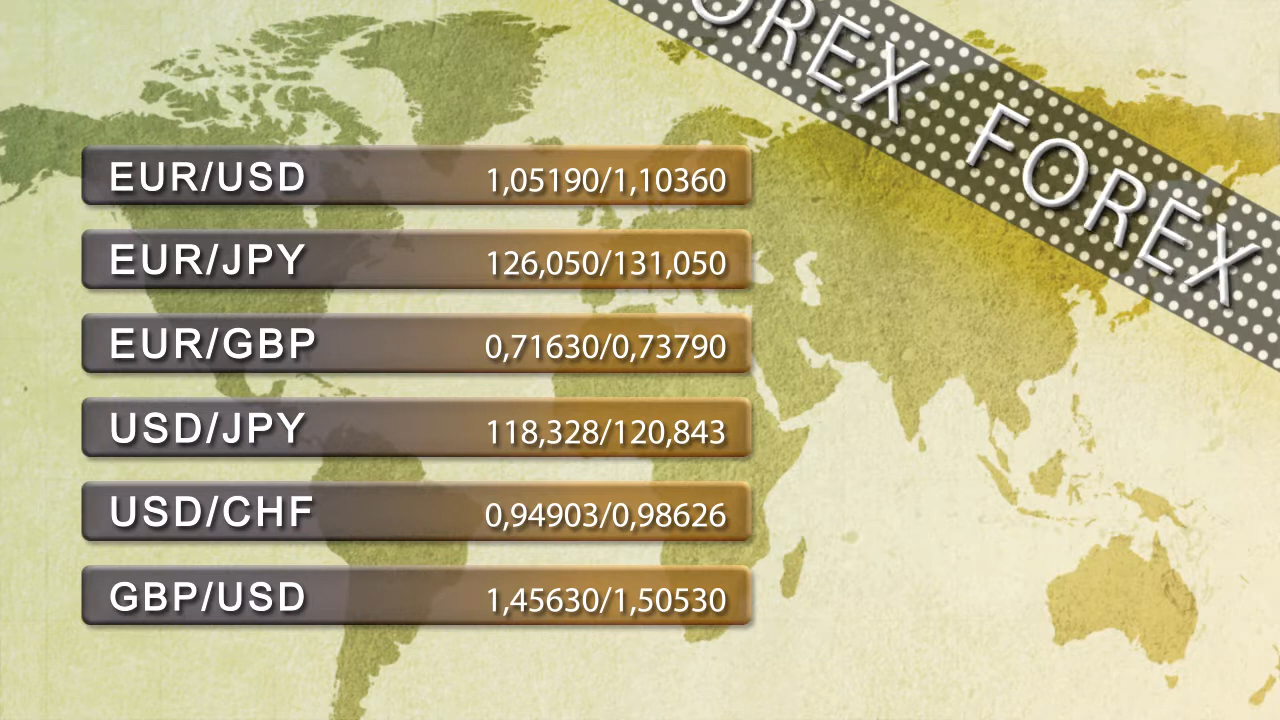 OREX FOREX
EUR/USD 1,05190/1,10360
EUR/JPY 126,050/131,050
EUR/GBP 0,71630/0,73790
USD/JPY 118,328/120,843
USD/CHF 0,94903/0,98626
GBP/USD 1,45630/1,50530